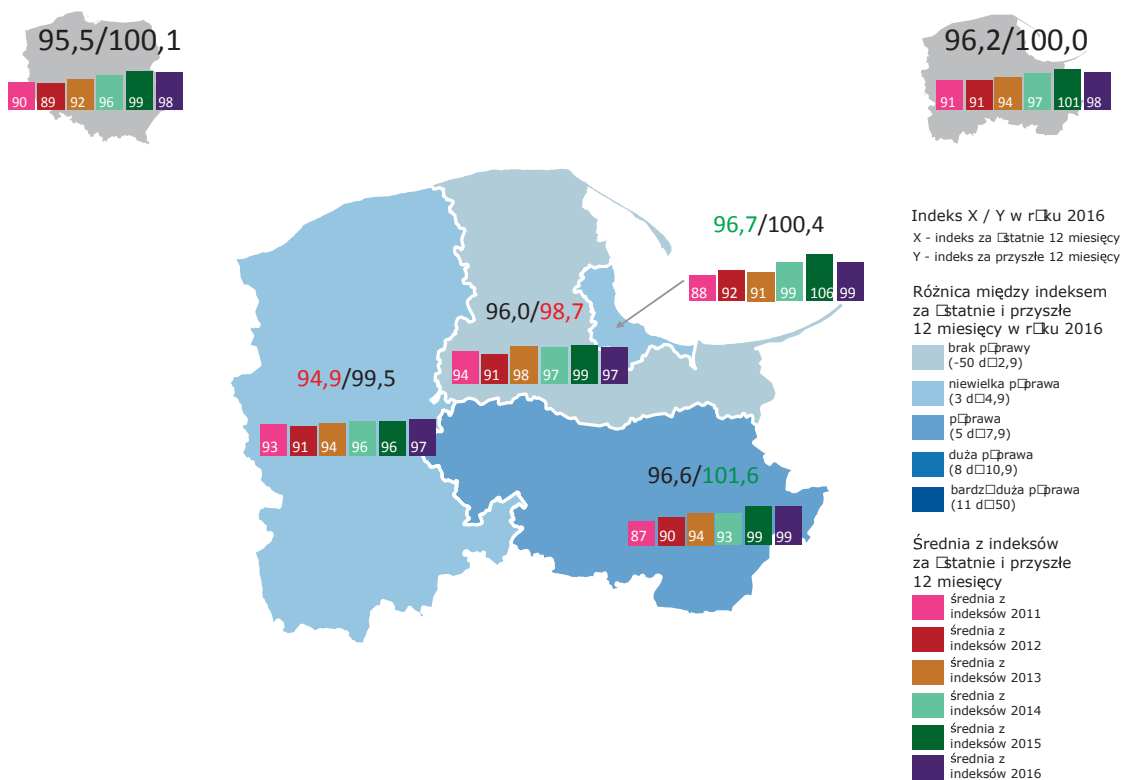 95,5/100,1
90 89 92 96 99 98
96,2/100,0
91 91 94 97 101 98
96,7/100,4
88 92 91 99 106 99
96,0/98,7
94 91 98 97 99 97
94,9/99,5
93 91 94 96 96 97
96,6/101,6
87 90 94 93 99 99
Indeks X / Y w r□ku 2016
X - indeks za □statnie 12 miesięcy
Y - indeks za przyszłe 12 miesięcy
Różnica między indeksem
za □statnie i przyszłe
12 miesięcy w r□ku 2016
brak p□prawy
(-50 d□2,9)
niewielka p□prawa
(3 d□4,9)
p□prawa
(5 d□7,9)
duża p□prawa
(8 d□10,9)
bardz□duża p□prawa
(11 d□50)
Średnia z indeksów
za □statnie i przyszłe
12 miesięcy
średnia z
indeksów 2011
średnia z
indeksów 2012
średnia z
indeksów 2013
średnia z
indeksów 2014
średnia z
indeksów 2015
średnia z
indeksów 2016